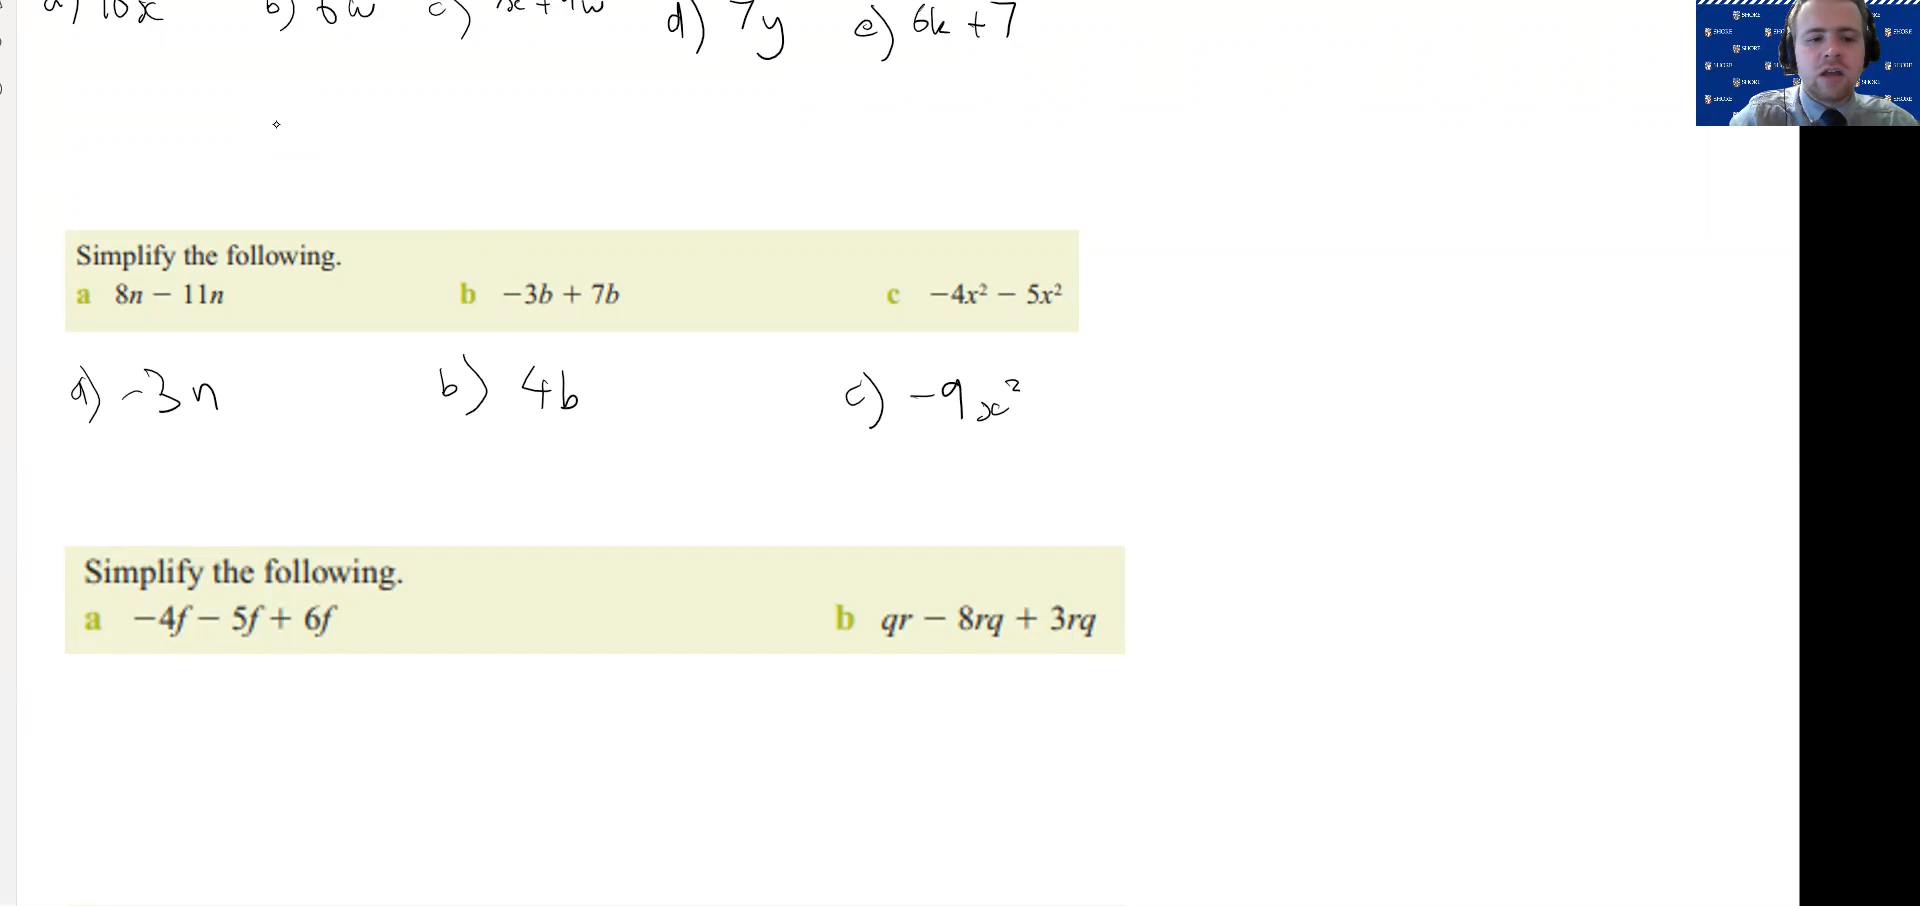 a) 10x b) 6w c) x + 4w d) 7y e) 6k + 7
SHORE
Simplify the following.
a 8n − 11n b −3b + 7b c −4x² − 5x²
a) −3n b) 4b c) −9x²
Simplify the following.
a −4f − 5f + 6f b qr − 8rq + 3rq